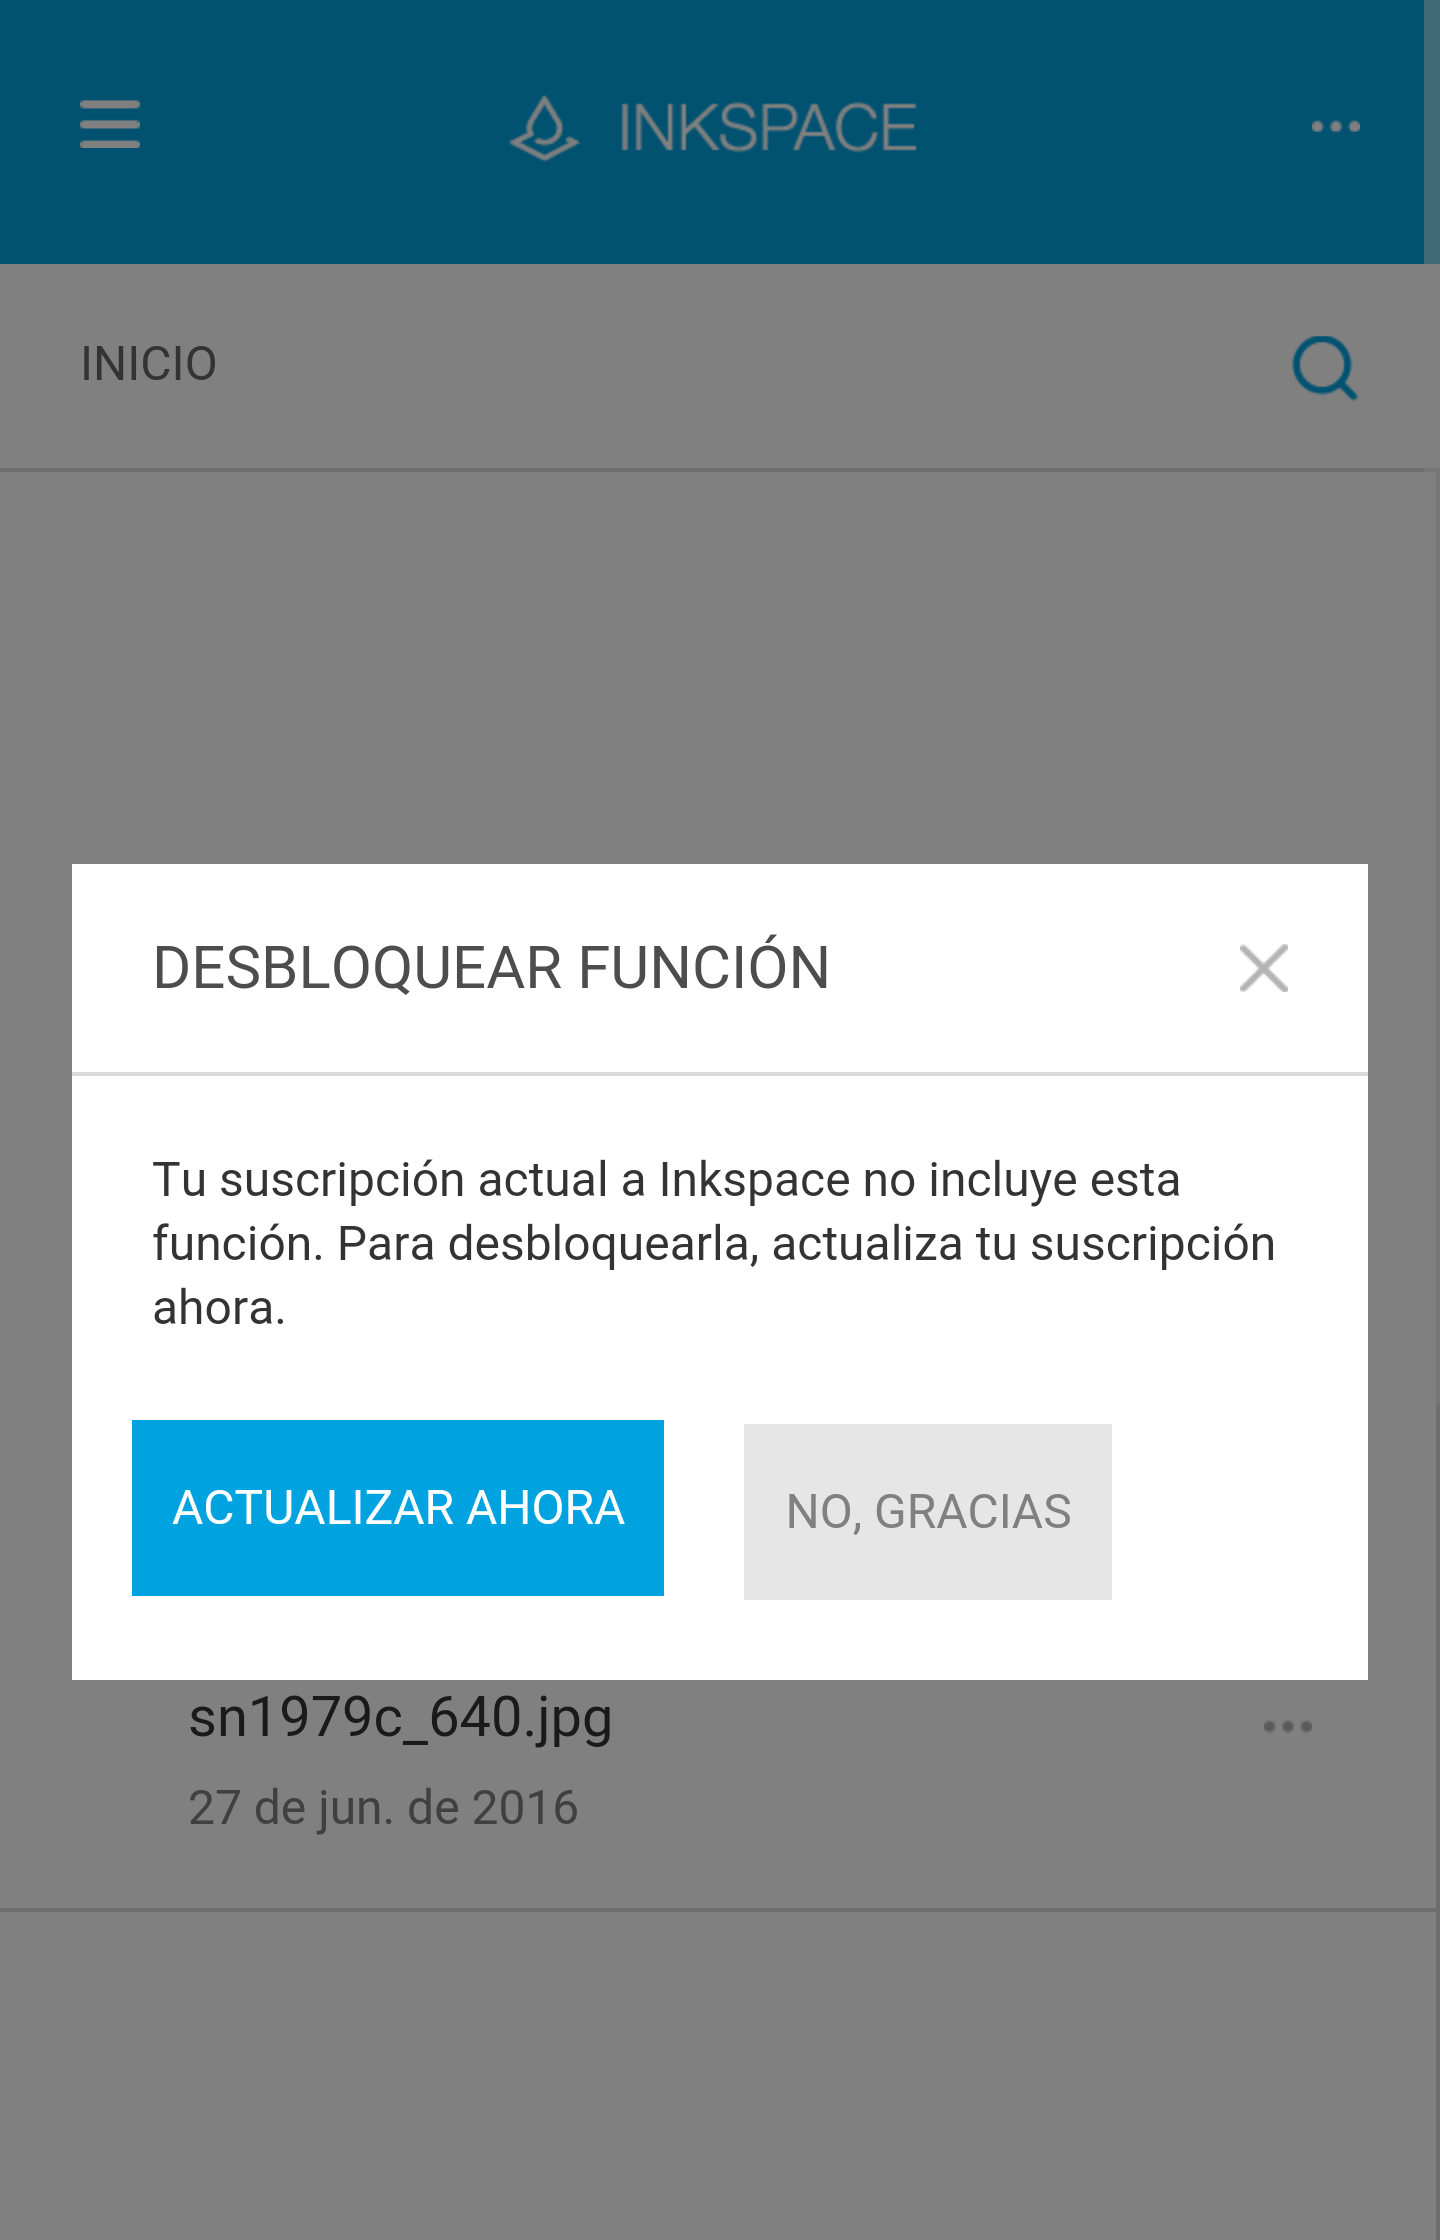 INKSPACE
INICIO
DESBLOQUEAR FUNCIÓN
Tu suscripción actual a Inkspace no incluye esta
función. Para desbloquearla, actualiza tu suscripción
ahora.
ACTUALIZAR AHORA
NO, GRACIAS
sn1979c_640.jpg
27 de jun. de 2016